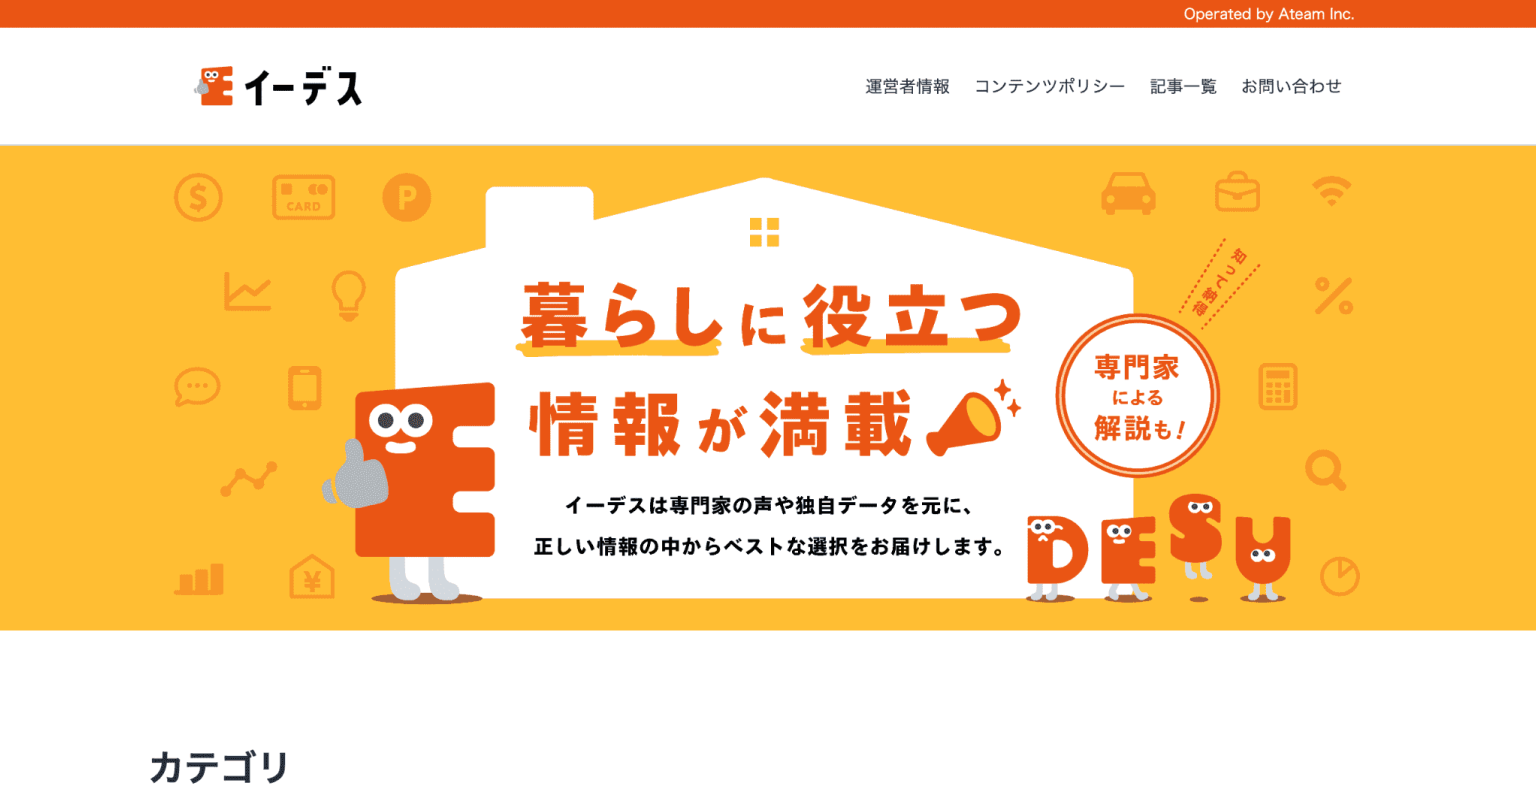 Operated by Ateam Inc.
イーデス
運営者情報 コンテンツポリシー 記事一覧 お問い合わせ
CARD
P
暮らしに役立つ
情報が満載
知って納得
専門家
による
解説も!
イーデスは専門家の声や独自データを元に、
正しい情報の中からベストな選択をお届けします。
DESU
カテゴリ